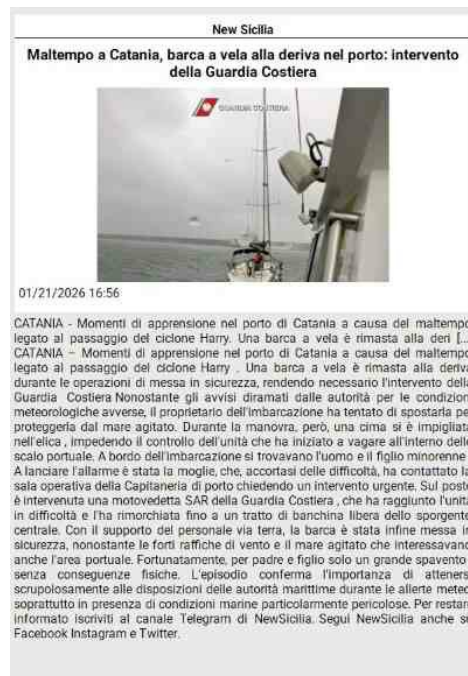 New Sicilia
Maltempo a Catania, barca a vela alla deriva nel porto: intervento
della Guardia Costiera
GUARDIA COSTIERA
01/21/2026 16:56
CATANIA - Momenti di apprensione nel porto di Catania a causa del maltempo
legato al passaggio del ciclone Harry. Una barca a vela è rimasta alla deri [...
CATANIA – Momenti di apprensione nel porto di Catania a causa del maltempo
legato al passaggio del ciclone Harry . Una barca a vela è rimasta alla deriva
durante le operazioni di messa in sicurezza, rendendo necessario l'intervento della
Guardia Costiera Nonostante gli avvisi diramati dalle autorità per le condizioni
meteorologiche avverse, il proprietario dell'imbarcazione ha tentato di spostarla per
proteggerla dal mare agitato. Durante la manovra, però, una cima si è impigliata
nell'elica , impedendo il controllo dell'unità che ha iniziato a vagare all'interno dello
scalo portuale. A bordo dell'imbarcazione si trovavano l'uomo e il figlio minorenne .
A lanciare l'allarme è stata la moglie, che, accortasi delle difficoltà, ha contattato la
sala operativa della Capitaneria di porto chiedendo un intervento urgente. Sul posto
è intervenuta una motovedetta SAR della Guardia Costiera , che ha raggiunto l'unità
in difficoltà e l'ha rimorchiata fino a un tratto di banchina libera dello sporgente
centrale. Con il supporto del personale via terra, la barca è stata infine messa in
sicurezza, nonostante le forti raffiche di vento e il mare agitato che interessavano
anche l'area portuale. Fortunatamente, per padre e figlio solo un grande spavento ,
senza conseguenze fisiche. L'episodio conferma l'importanza di attenersi
scrupolosamente alle disposizioni delle autorità marittime durante le allerte meteo,
soprattutto in presenza di condizioni marine particolarmente pericolose. Per restare
informato iscriviti al canale Telegram di NewSicilia. Segui NewSicilia anche su
Facebook Instagram e Twitter.